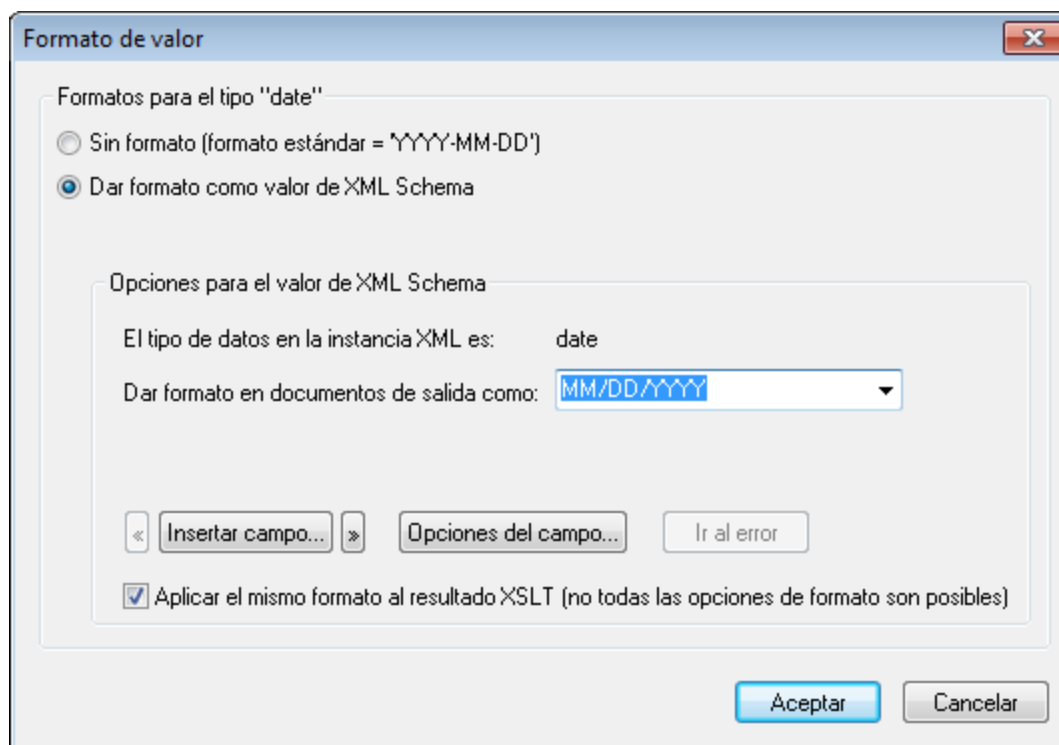 Formato de valor
Formatos para el tipo "date"
Sin formato (formato estándar = 'YYYY-MM-DD')
Dar formato como valor de XML Schema
Opciones para el valor de XML Schema
El tipo de datos en la instancia XML es: date
Dar formato en documentos de salida como: MM/DD/YYYY
« Insertar campo... » Opciones del campo... Ir al error
Aplicar el mismo formato al resultado XSLT (no todas las opciones de formato son posibles)
Aceptar Cancelar